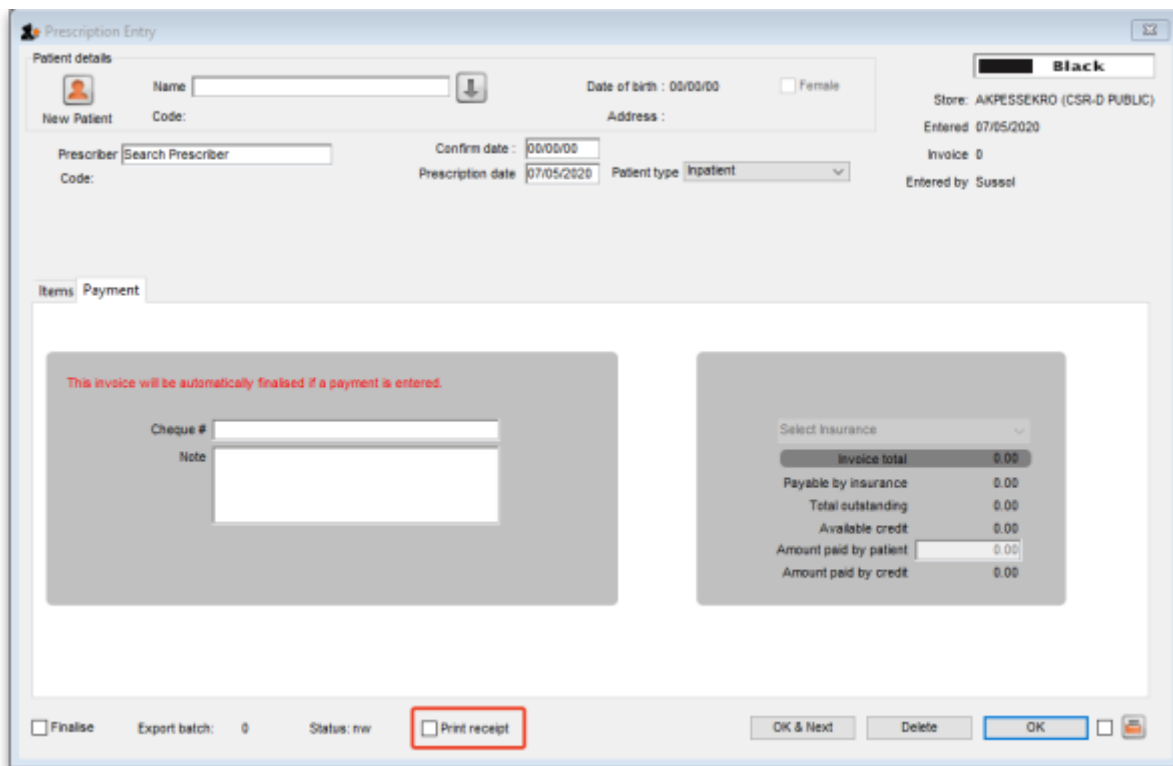 Prescription Entry
Patient details
Black
Name
Date of birth : 00/00/00
Female
New Patient
Code:
Address :
Store: AKPESSEKRO (CSR-D PUBLIC)
Entered 07/05/2020
Prescriber Search Prescriber
Confirm date : 00/00/00
Invoice 0
Code:
Prescription date 07/05/2020
Patient type Inpatient
Entered by Sussol
Items
Payment
This invoice will be automatically finalised if a payment is entered.
Cheque #
Note
Select Insurance
Invoice total 0.00
Payable by insurance 0.00
Total outstanding 0.00
Available credit 0.00
Amount paid by patient 0.00
Amount paid by credit 0.00
Finalise
Export batch: 0
Status: nw
Print receipt
OK & Next
Delete
OK